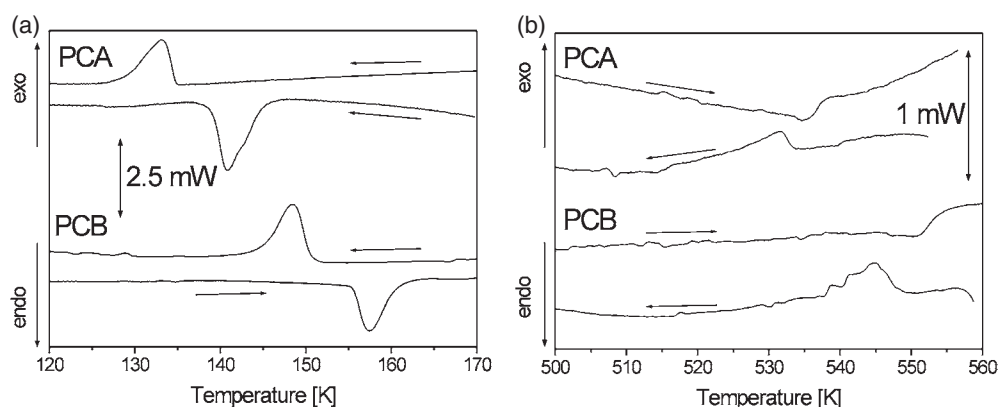 (a)
PCA
exo
2.5 mW
PCB
endo
120 130 140 150 160 170
Temperature [K]
(b)
PCA
exo
1 mW
PCB
endo
500 510 520 530 540 550 560
Temperature [K]